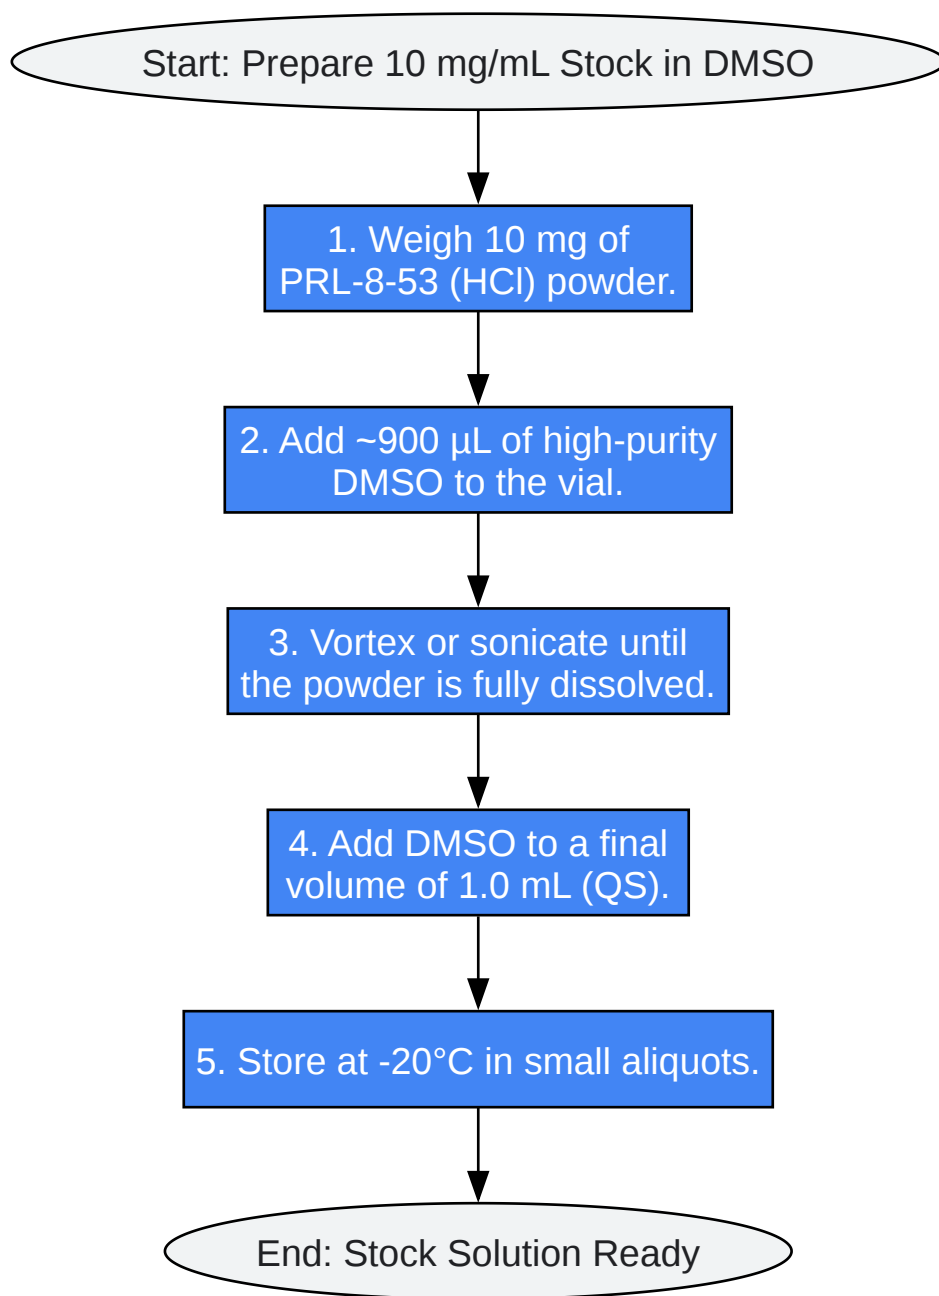 Start: Prepare 10 mg/mL Stock in DMSO
1. Weigh 10 mg of
PRL-8-53 (HCl) powder.
2. Add ~900 µL of high-purity
DMSO to the vial.
3. Vortex or sonicate until
the powder is fully dissolved.
4. Add DMSO to a final
volume of 1.0 mL (QS).
5. Store at -20°C in small aliquots.
End: Stock Solution Ready